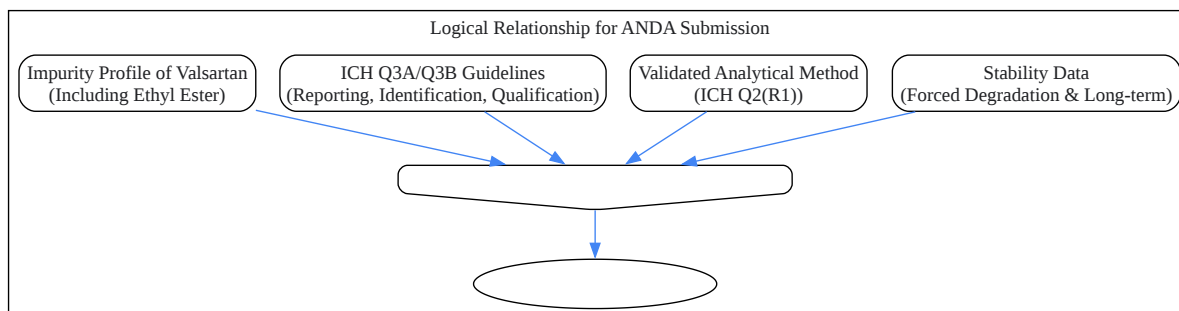 Logical Relationship for ANDA Submission
Impurity Profile of Valsartan
(Including Ethyl Ester)
ICH Q3A/Q3B Guidelines
(Reporting, Identification, Qualification)
Validated Analytical Method
(ICH Q2(R1))
Stability Data
(Forced Degradation & Long-term)